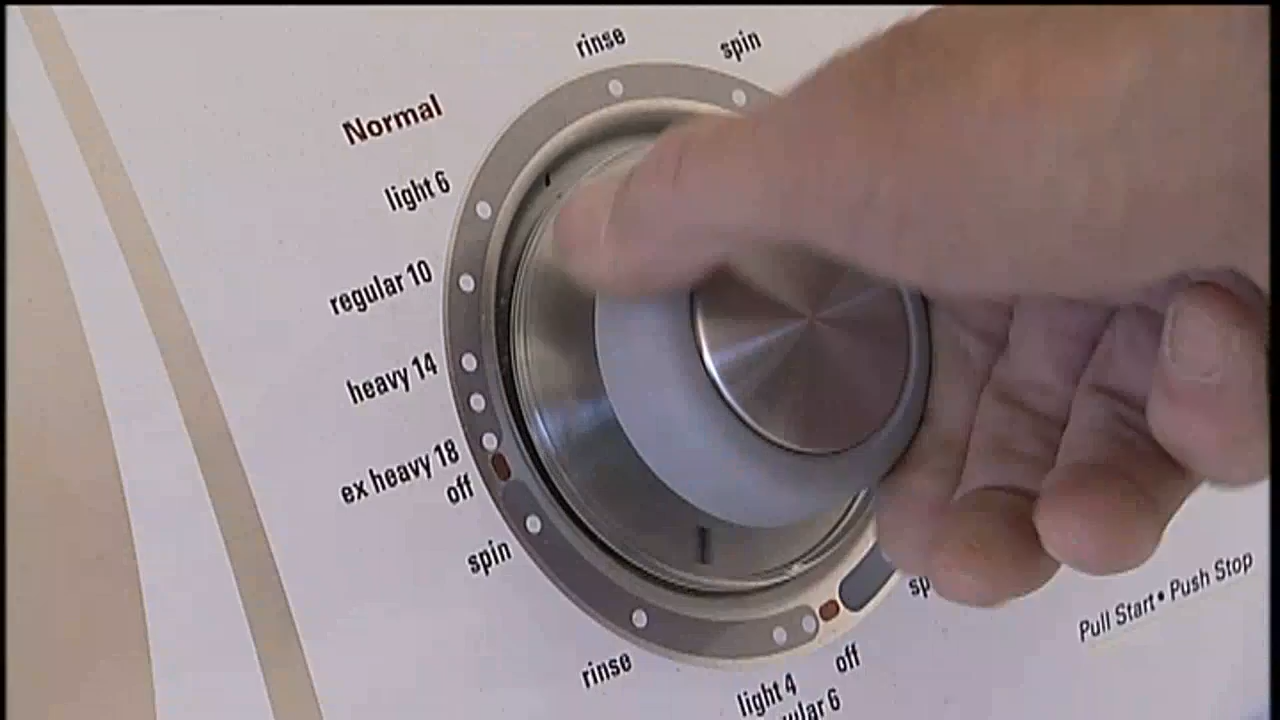 rinse
spin
Normal
light 6
regular 10
heavy 14
ex heavy 18
off
spin
rinse
light 4
6
off
Pull Start • Push Stop